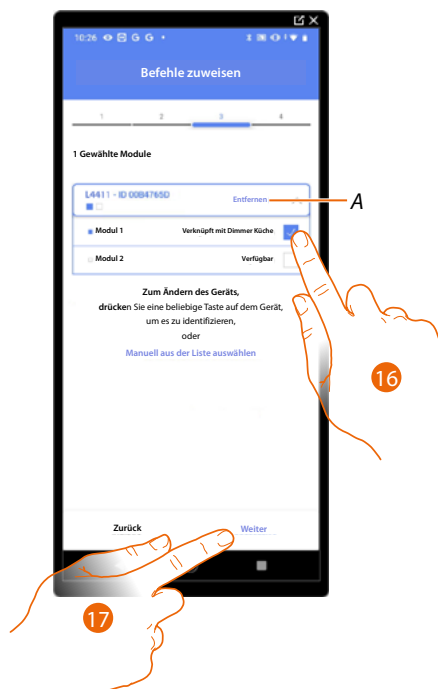 10:26 G G
Befehle zuweisen
1 2 3 4
1 Gewählte Module
L4411 - ID 00B4765D
Entfernen
A
Modul 1 Verknüpft mit Dimmer Küche
Modul 2 Verfügbar
Zum Ändern des Geräts,
drücken Sie eine beliebige Taste auf dem Gerät,
um es zu identifizieren,
oder
Manuell aus der Liste auswählen
16
Zurück Weiter
17